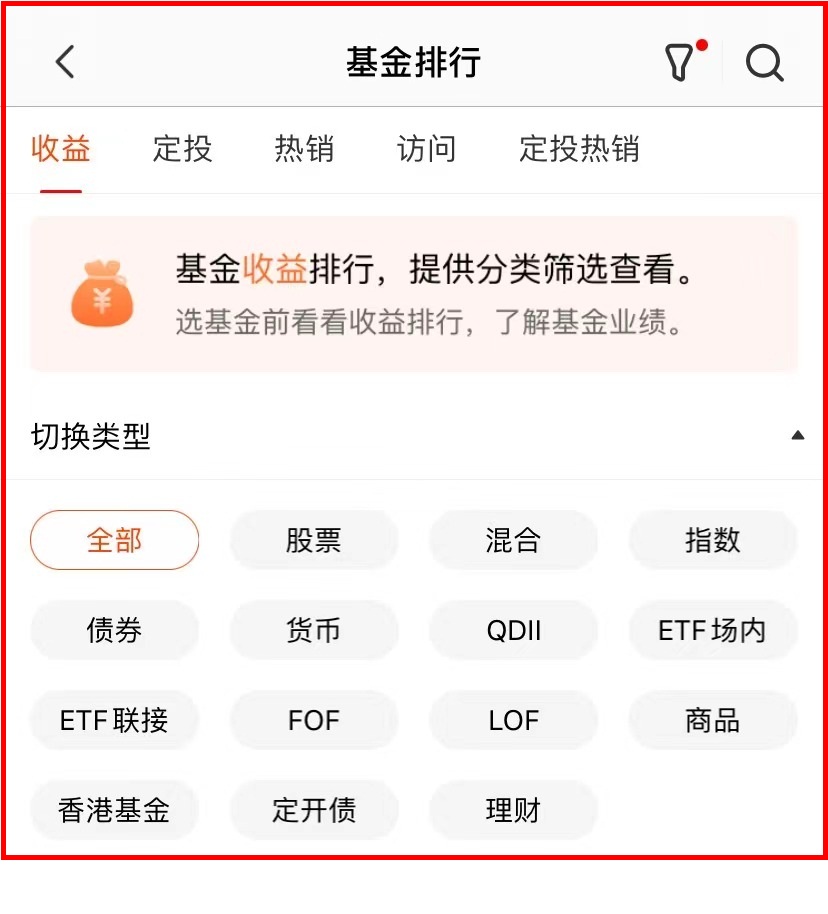 基金排行
收益 定投 热销 访问 定投热销
基金收益排行，提供分类筛选查看。
选基金前看看收益排行，了解基金业绩。
切换类型
全部 股票 混合 指数
债券 货币 QDII ETF场内
ETF联接 FOF LOF 商品
香港基金 定开债 理财